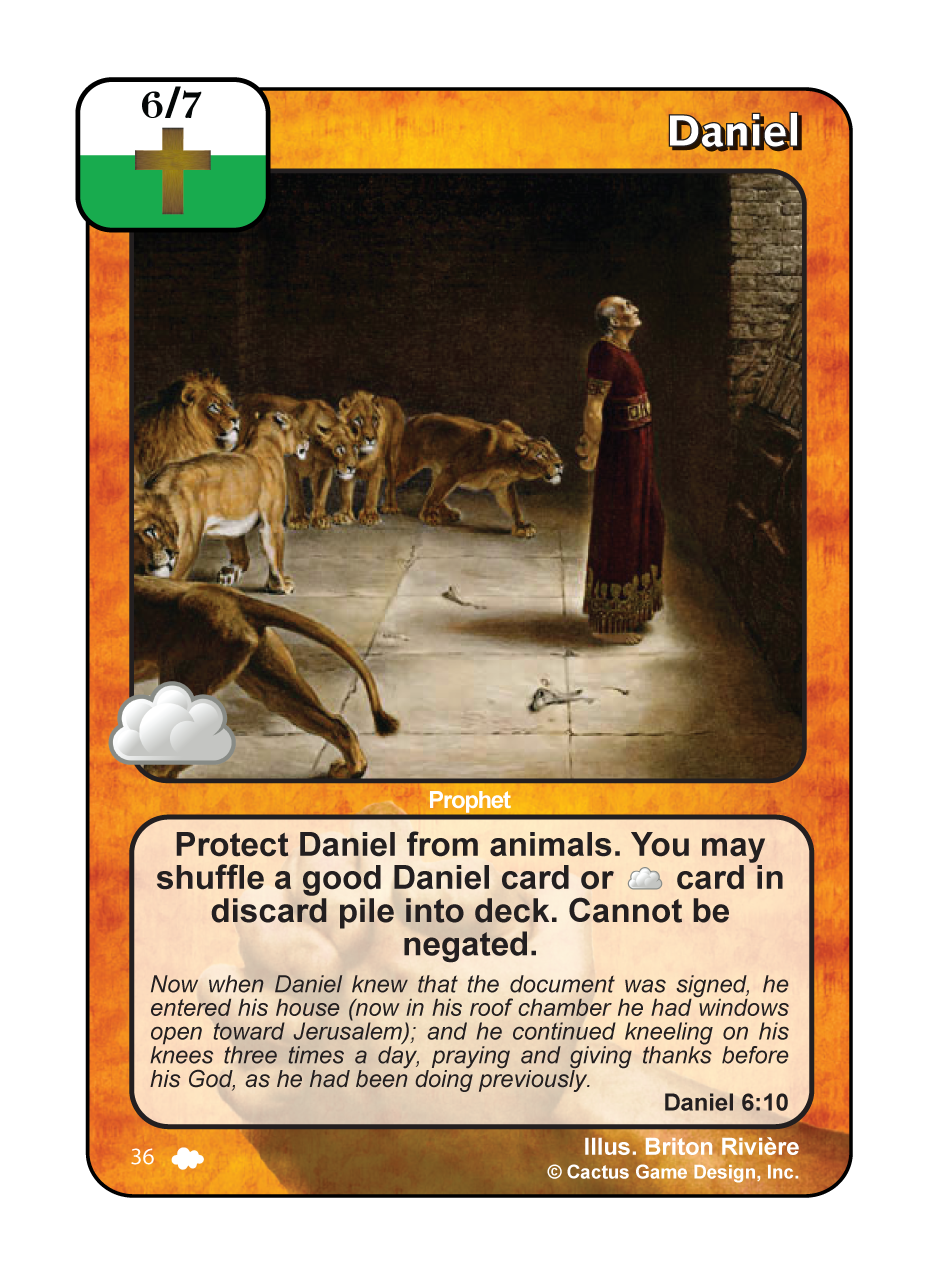 6/7
Daniel
Prophet
Protect Daniel from animals. You may
shuffle a good Daniel card or card in
discard pile into deck. Cannot be
negated.
Now when Daniel knew that the document was signed, he
entered his house (now in his roof chamber he had windows
open toward Jerusalem); and he continued kneeling on his
knees three times a day, praying and giving thanks before
his God, as he had been doing previously.
Daniel 6:10
36
Illus. Briton Rivière
© Cactus Game Design, Inc.